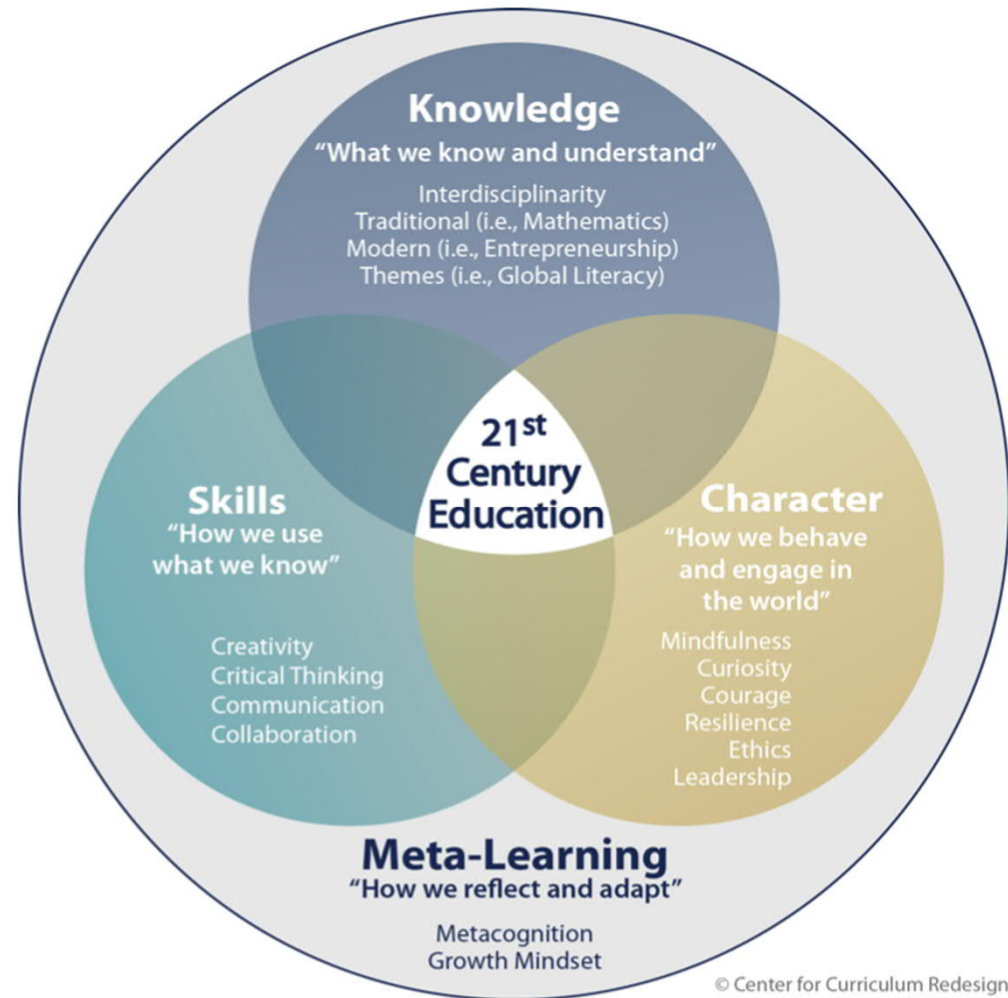 Knowledge
“What we know and understand”
Interdisciplinarity
Traditional (i.e., Mathematics)
Modern (i.e., Entrepreneurship)
Themes (i.e., Global Literacy)
21st
Century
Education
Skills
“How we use
what we know”
Creativity
Critical Thinking
Communication
Collaboration
Character
“How we behave
and engage in
the world”
Mindfulness
Curiosity
Courage
Resilience
Ethics
Leadership
Meta-Learning
“How we reflect and adapt”
Metacognition
Growth Mindset
© Center for Curriculum Redesign